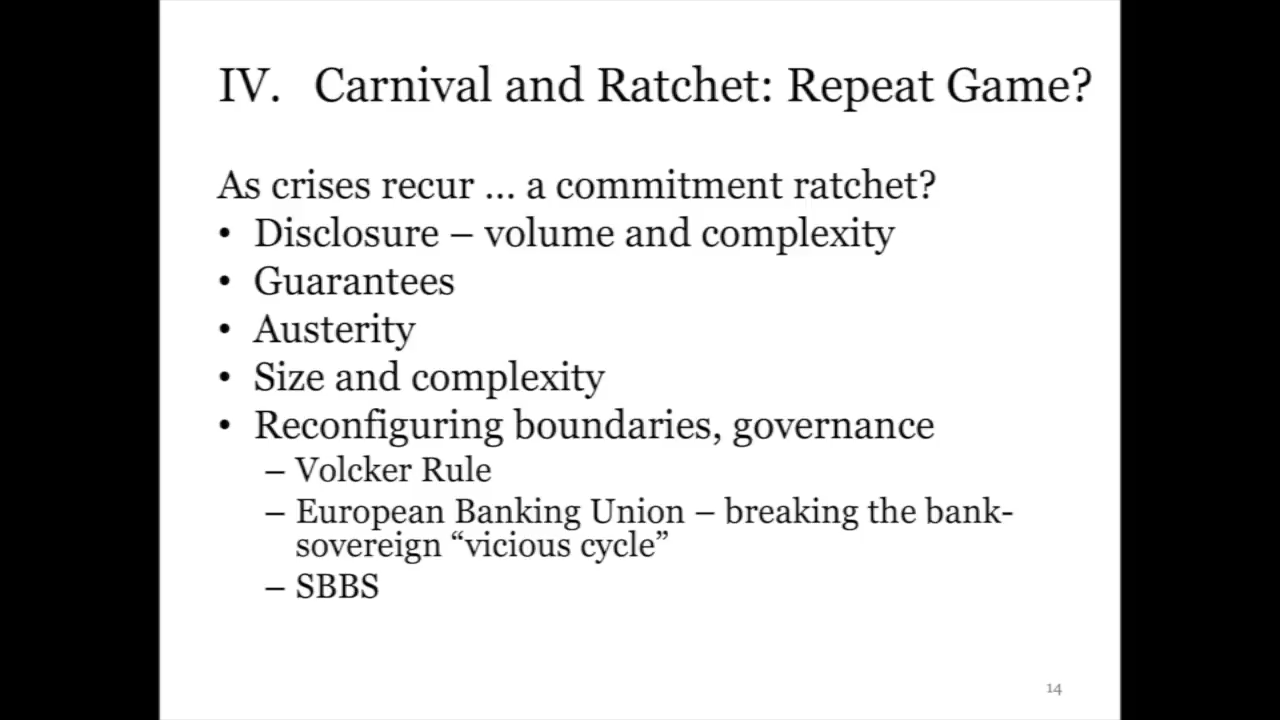 IV. Carnival and Ratchet: Repeat Game?
As crises recur ... a commitment ratchet?
• Disclosure – volume and complexity
• Guarantees
• Austerity
• Size and complexity
• Reconfiguring boundaries, governance
– Volcker Rule
– European Banking Union – breaking the bank-
sovereign “vicious cycle”
– SBBS
14